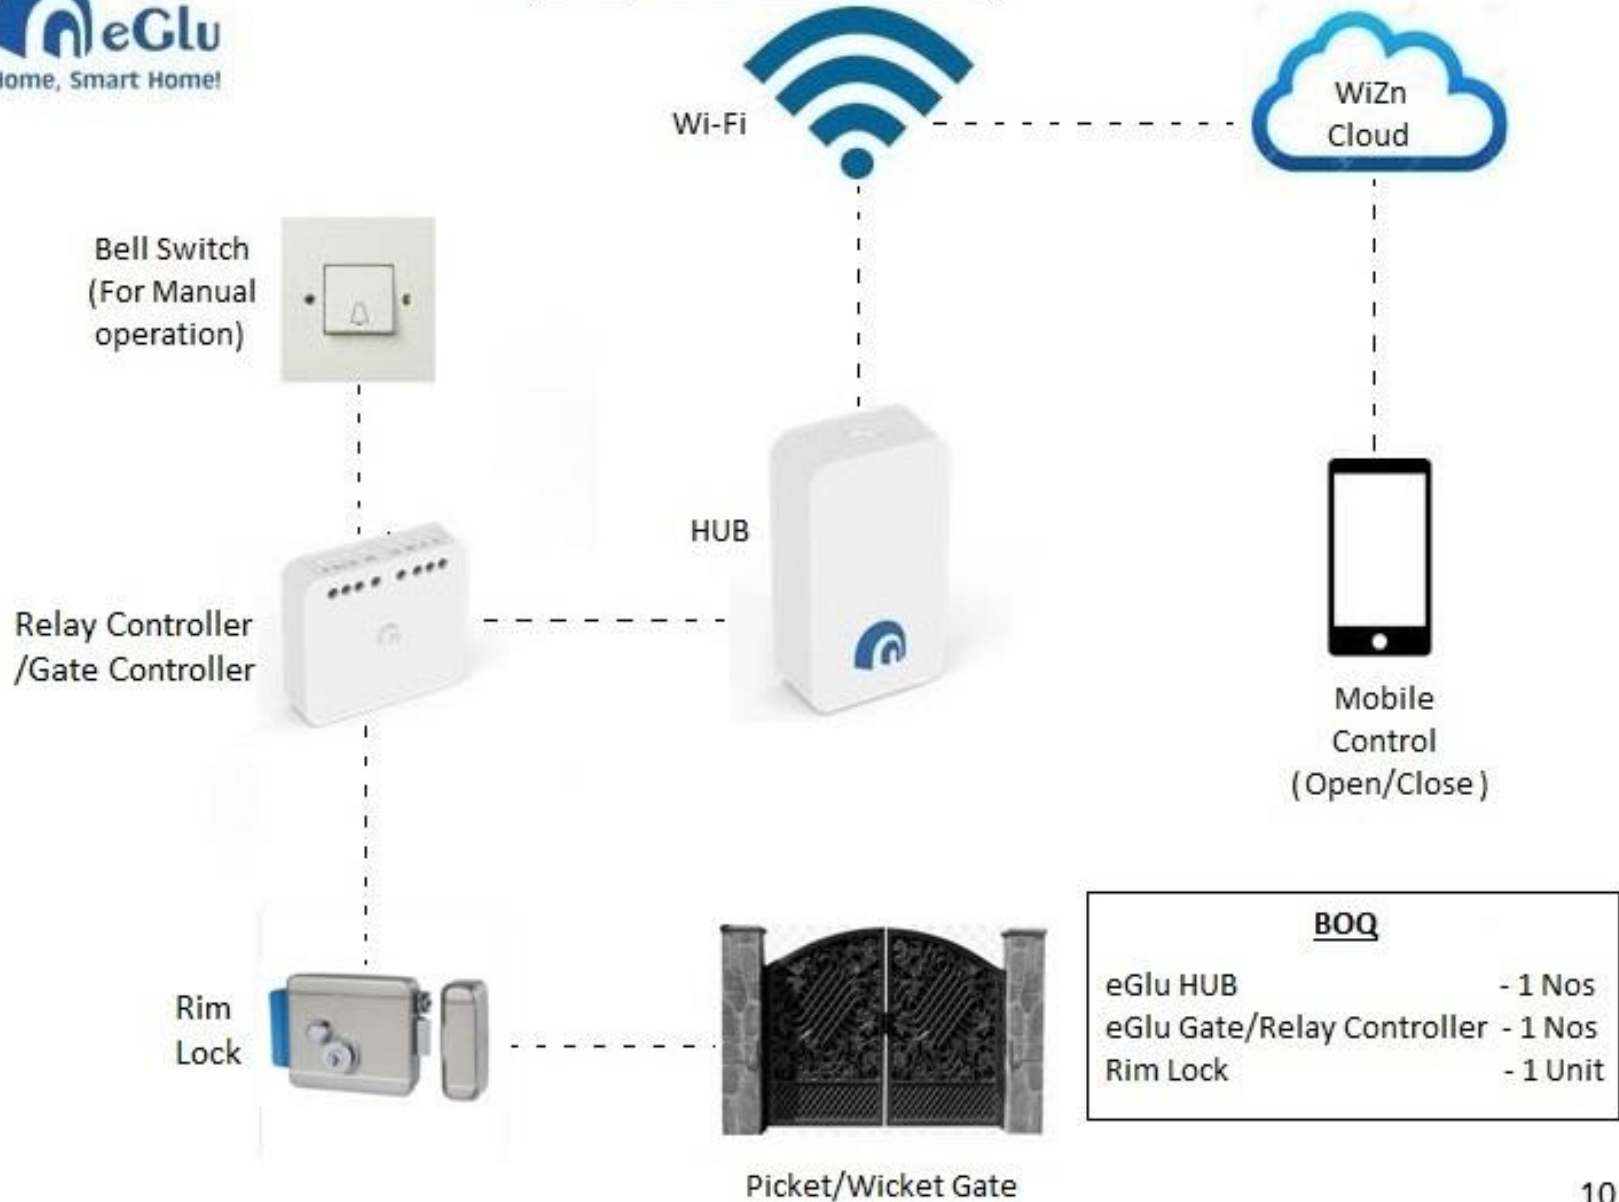 eGlu
Home, Smart Home!
Wi-Fi
WiZn
Cloud
Bell Switch
(For Manual
operation)
HUB
Relay Controller
/Gate Controller
Mobile
Control
(Open/Close)
Rim
Lock
BOQ
eGlu HUB - 1 Nos
eGlu Gate/Relay Controller - 1 Nos
Rim Lock - 1 Unit
Picket/Wicket Gate
10